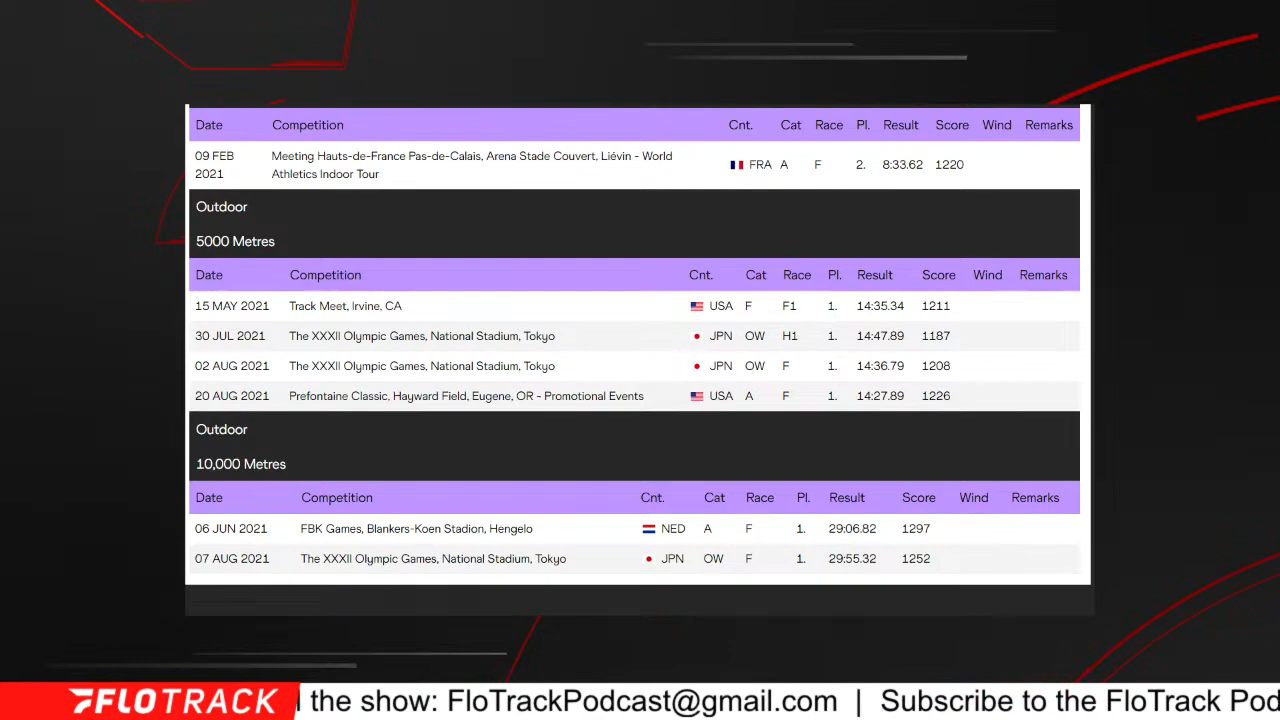 Date Competition Cnt. Cat Race Pl. Result Score Wind Remarks
09 FEB 2021 Meeting Hauts-de-France Pas-de-Calais, Arena Stade Couvert, Liévin - World Athletics Indoor Tour FRA A F 2. 8:33.62 1220
Outdoor
5000 Metres
Date Competition Cnt. Cat Race Pl. Result Score Wind Remarks
15 MAY 2021 Track Meet, Irvine, CA USA F F1 1. 14:35.34 1211
30 JUL 2021 The XXXII Olympic Games, National Stadium, Tokyo JPN OW H1 1. 14:47.89 1187
02 AUG 2021 The XXXII Olympic Games, National Stadium, Tokyo JPN OW F 1. 14:36.79 1208
20 AUG 2021 Prefontaine Classic, Hayward Field, Eugene, OR - Promotional Events USA A F 1. 14:27.89 1226
Outdoor
10,000 Metres
Date Competition Cnt. Cat Race Pl. Result Score Wind Remarks
06 JUN 2021 FBK Games, Blankers-Koen Stadion, Hengelo NED A F 1. 29:06.82 1297
07 AUG 2021 The XXXII Olympic Games, National Stadium, Tokyo JPN OW F 1. 29:55.32 1252
FLOTRACK l the show: FloTrackPodcast@gmail.com | Subscribe to the FloTrack Pod